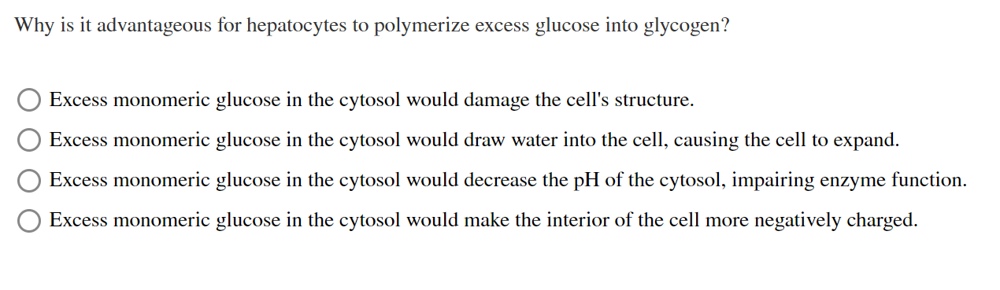 Why is it advantageous for hepatocytes to polymerize excess glucose into glycogen?
Excess monomeric glucose in the cytosol would damage the cell's structure.
Excess monomeric glucose in the cytosol would draw water into the cell, causing the cell to expand.
Excess monomeric glucose in the cytosol would decrease the pH of the cytosol, impairing enzyme function.
Excess monomeric glucose in the cytosol would make the interior of the cell more negatively charged.